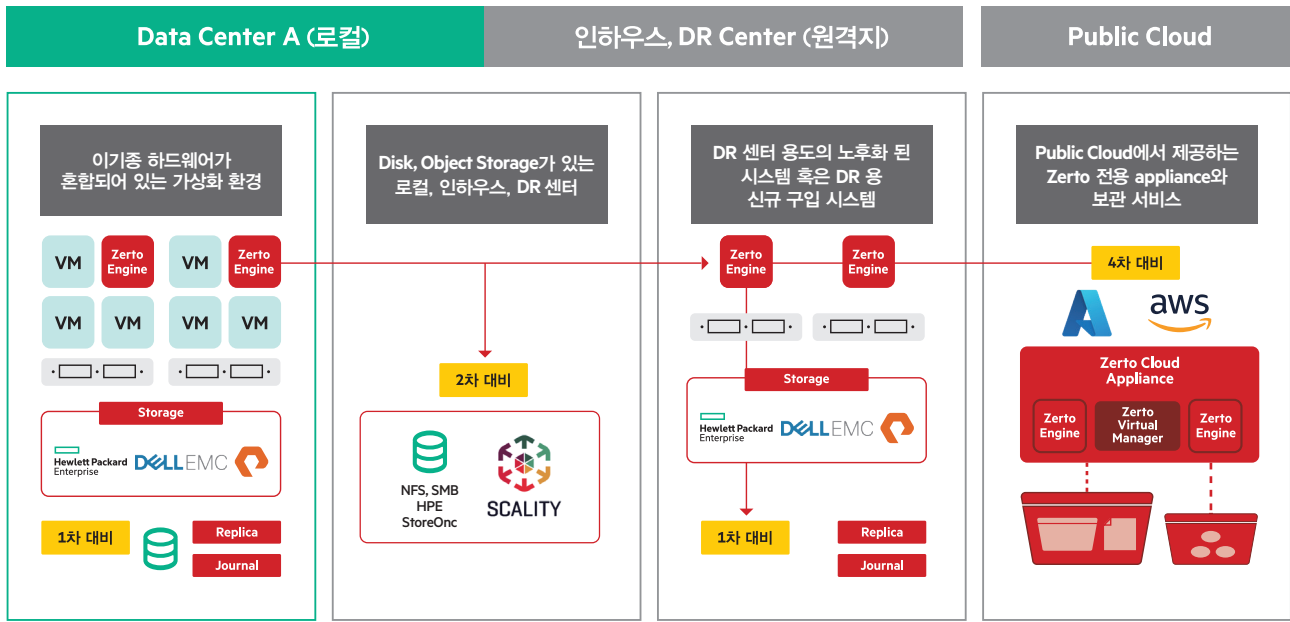 Data Center A (로컬)
인하우스, DR Center (원격지)
Public Cloud
이기종 하드웨어가
혼합되어 있는 가상화 환경
VM
Zerto
Engine
VM
Zerto
Engine
VM
VM
VM
VM
Storage
Hewlett Packard
Enterprise
DELL EMC
1차 대비
Replica
Journal
Disk, Object Storage가 있는
로컬, 인하우스, DR 센터
2차 대비
NFS, SMB
HPE
StoreOnc
SCALITY
DR 센터 용도의 노후화 된
시스템 혹은 DR 용
신규 구입 시스템
Zerto
Engine
Zerto
Engine
Storage
Hewlett Packard
Enterprise
DELL EMC
1차 대비
Replica
Journal
Public Cloud에서 제공하는
Zerto 전용 appliance와
보관 서비스
4차 대비
aws
Zerto Cloud
Appliance
Zerto
Engine
Zerto
Virtual
Manager
Zerto
Engine